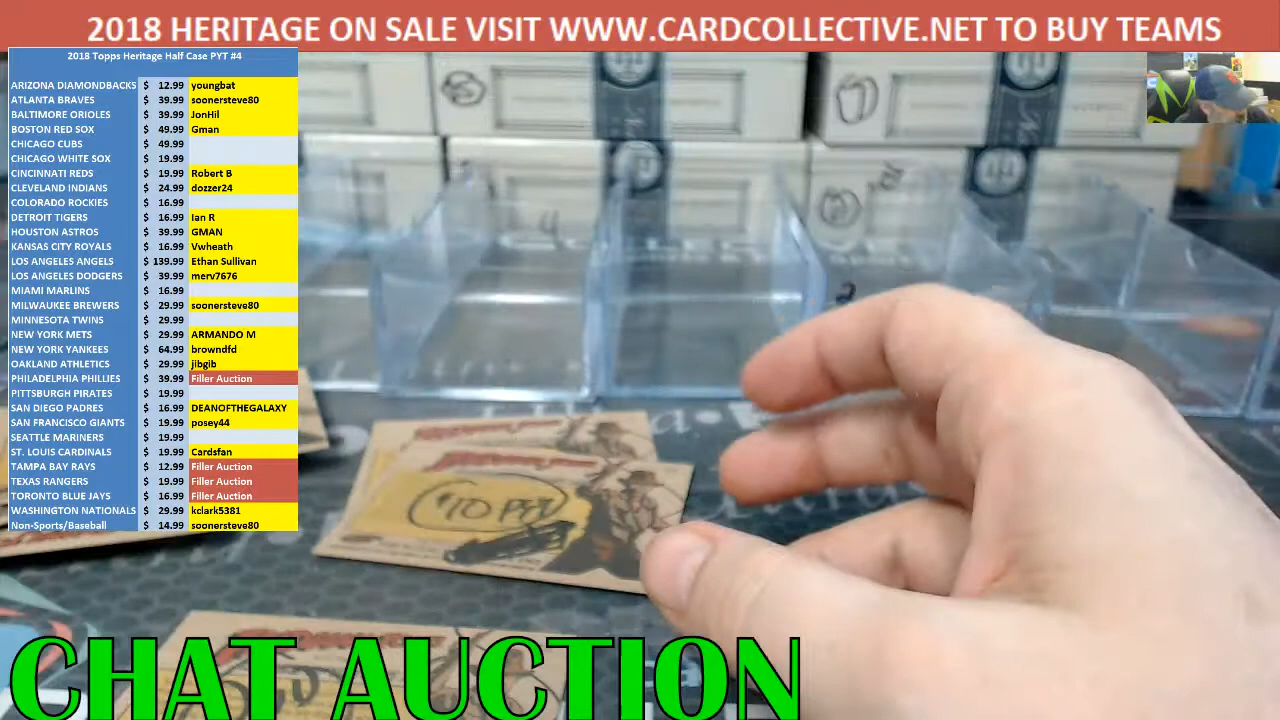 2018 HERITAGE ON SALE VISIT WWW.CARDCOLLECTIVE.NET TO BUY TEAMS
2018 Topps Heritage Half Case PYT #4
ARIZONA DIAMONDBACKS $ 12.99 youngbat
ATLANTA BRAVES $ 39.99 soonersteve80
BALTIMORE ORIOLES $ 39.99 JonHil
BOSTON RED SOX $ 49.99 Gman
CHICAGO CUBS $ 49.99
CHICAGO WHITE SOX $ 19.99
CINCINNATI REDS $ 19.99 Robert B
CLEVELAND INDIANS $ 24.99 dozzer24
COLORADO ROCKIES $ 16.99
DETROIT TIGERS $ 16.99 Ian R
HOUSTON ASTROS $ 39.99 GMAN
KANSAS CITY ROYALS $ 16.99 Vwheath
LOS ANGELES ANGELS $ 139.99 Ethan Sullivan
LOS ANGELES DODGERS $ 39.99 merv7676
MIAMI MARLINS $ 16.99
MILWAUKEE BREWERS $ 29.99 soonersteve80
MINNESOTA TWINS $ 29.99
NEW YORK METS $ 29.99 ARMANDO M
NEW YORK YANKEES $ 64.99 browndfd
OAKLAND ATHLETICS $ 29.99 jibgib
PHILADELPHIA PHILLIES $ 39.99 Filler Auction
PITTSBURGH PIRATES $ 19.99
SAN DIEGO PADRES $ 16.99 DEANOFTHEGALAXY
SAN FRANCISCO GIANTS $ 19.99 posey44
SEATTLE MARINERS $ 19.99
ST. LOUIS CARDINALS $ 19.99 Cardsfan
TAMPA BAY RAYS $ 12.99 Filler Auction
TEXAS RANGERS $ 19.99 Filler Auction
TORONTO BLUE JAYS $ 16.99 Filler Auction
WASHINGTON NATIONALS $ 29.99 kclark5381
Non-Sports/Baseball $ 14.99 soonersteve80
7
4
2
$10 PYP
CHAT AUCTION